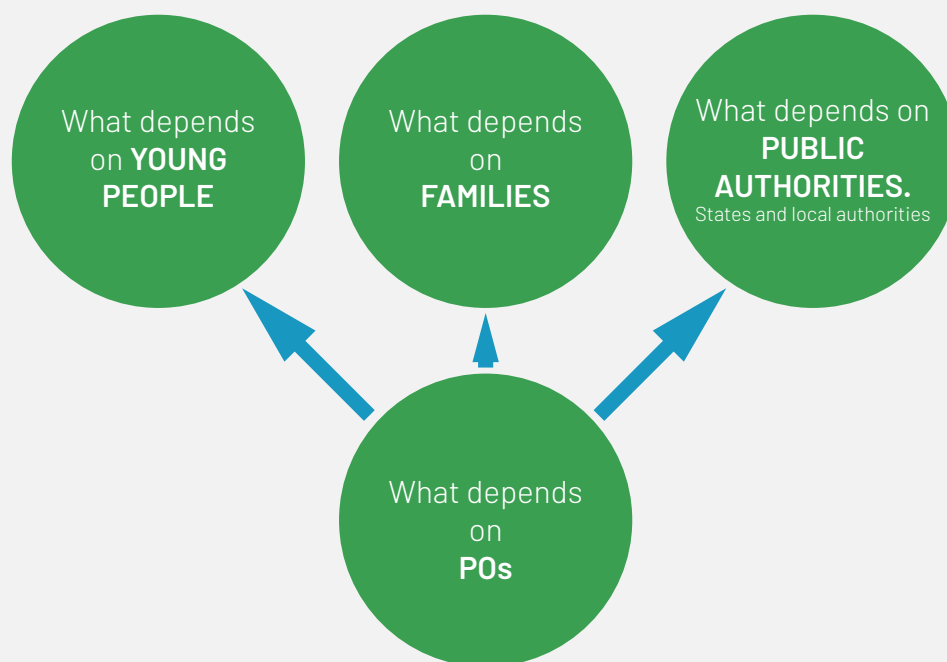 What depends
on YOUNG
PEOPLE
What depends
on
FAMILIES
What depends on
PUBLIC
AUTHORITIES.
States and local authorities
What depends
on
POs